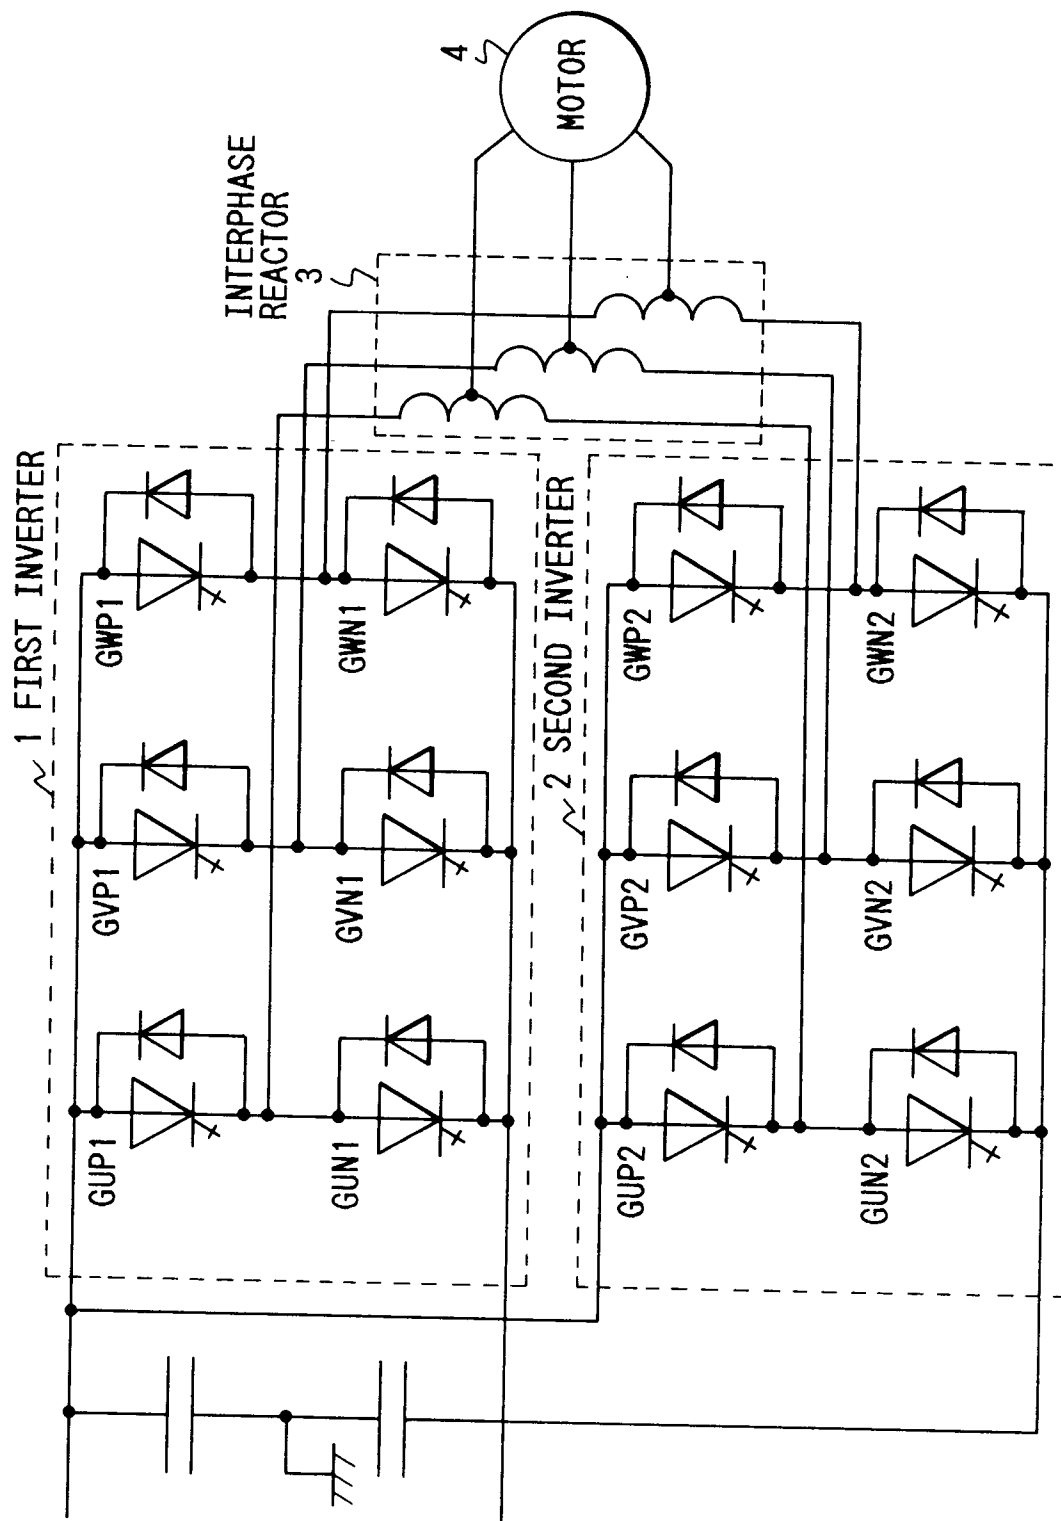 1 FIRST INVERTER
GUP1
GVP1
GWP1
GUN1
GVN1
GWN1
INTERPHASE
REACTOR
3
4
MOTOR
2 SECOND INVERTER
GUP2
GVP2
GWP2
GUN2
GVN2
GWN2